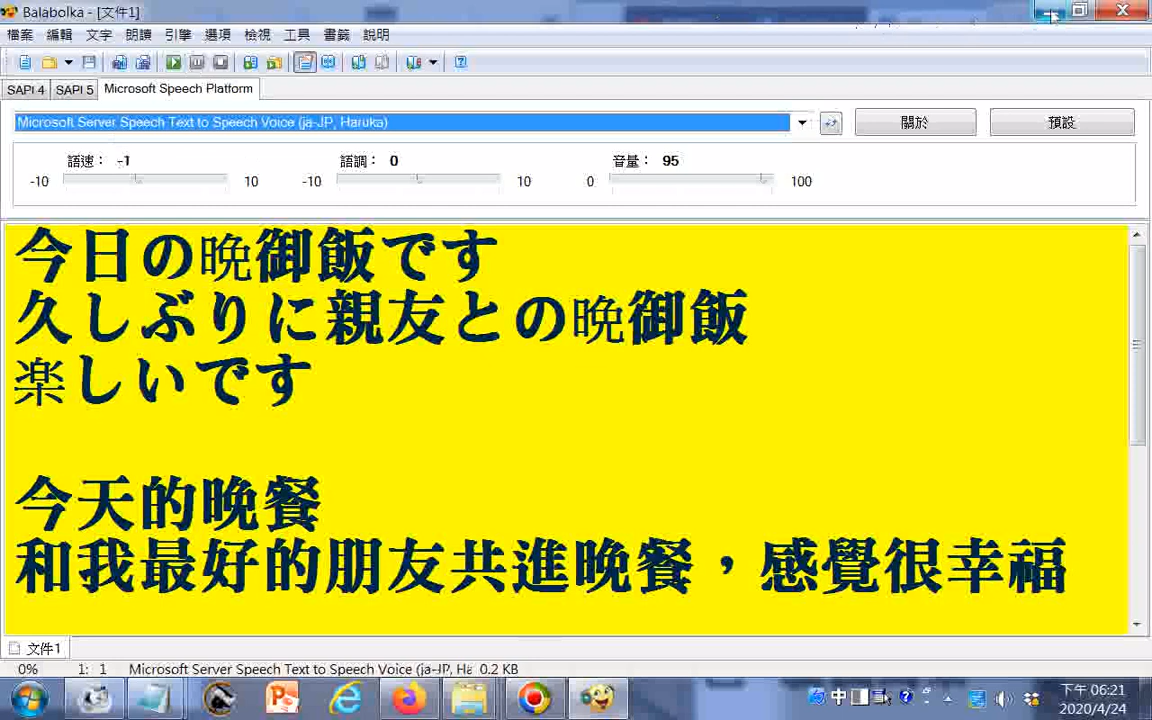 Balabolka - [文件1]
檔案 編輯 文字 朗讀 引擎 選項 檢視 工具 書籤 說明
SAPI 4 SAPI 5 Microsoft Speech Platform
Microsoft Server Speech Text to Speech Voice (ja-JP, Haruka) 關於 預設
語速： -1 語調： 0 音量： 95
-10 10 -10 10 0 100
今日の晩御飯です
久しぶりに親友との晩御飯
楽しいです
今天的晚餐
和我最好的朋友共進晚餐，感覺很幸福
文件1
0% 1: 1 Microsoft Server Speech Text to Speech Voice (ja-JP, Ha 0.2 KB
中 下午 06:21
2020/4/24